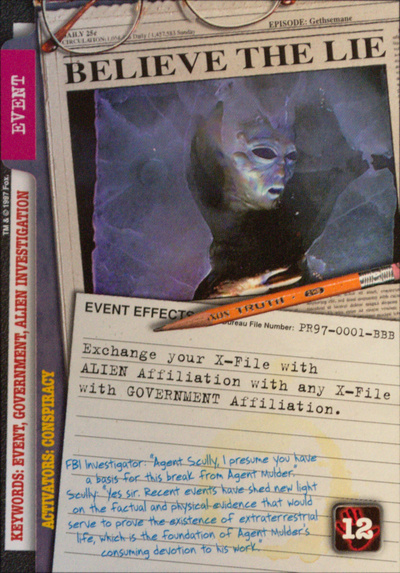 EPISODE: Gethsemane
DAILY 25¢
BELIEVE THE LIE
EVENT
TM & © 1997 Fox.
KEYWORDS: EVENT, GOVERNMENT, ALIEN INVESTIGATION
ACTIVATORS: CONSPIRACY
TRUTH
EVENT EFFECTS
Bureau File Number: PR97-0001-BBB
Exchange your X-File with
ALIEN Affiliation with any X-File
with GOVERNMENT Affiliation.
FBI Investigator: "Agent Scully, I presume you have
a basis for this break from Agent Mulder."
Scully: "Yes sir. Recent events have shed new light
on the factual and physical evidence that would
serve to prove the existence of extraterrestrial
life, which is the foundation of Agent Mulder's
consuming devotion to his work."
12